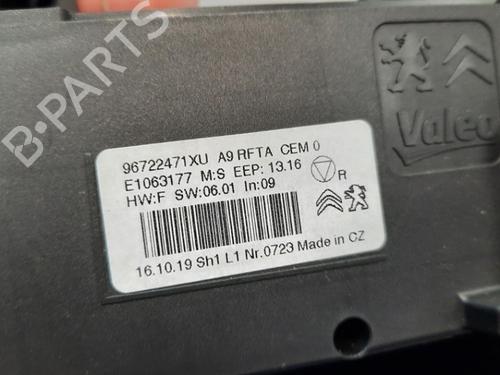 B-PARTS
Valeo
96722471XU A9 RFTA CEM 0
E1063177 M:S EEP: 13.16
R
HW:F SW:06.01 In:09
16.10.19 Sh1 L1 Nr.0723 Made in CZ